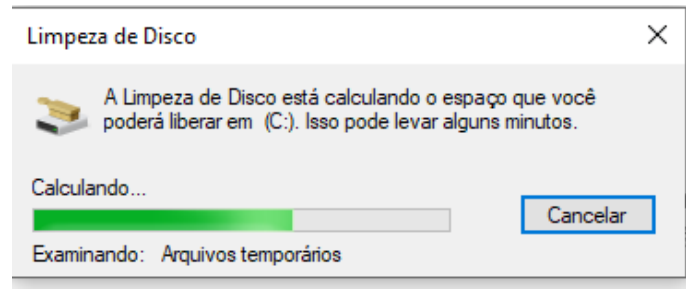 Limpeza de Disco
A Limpeza de Disco está calculando o espaço que você
poderá liberar em  (C:). Isso pode levar alguns minutos.
Calculando...
Cancelar
Examinando:   Arquivos temporários